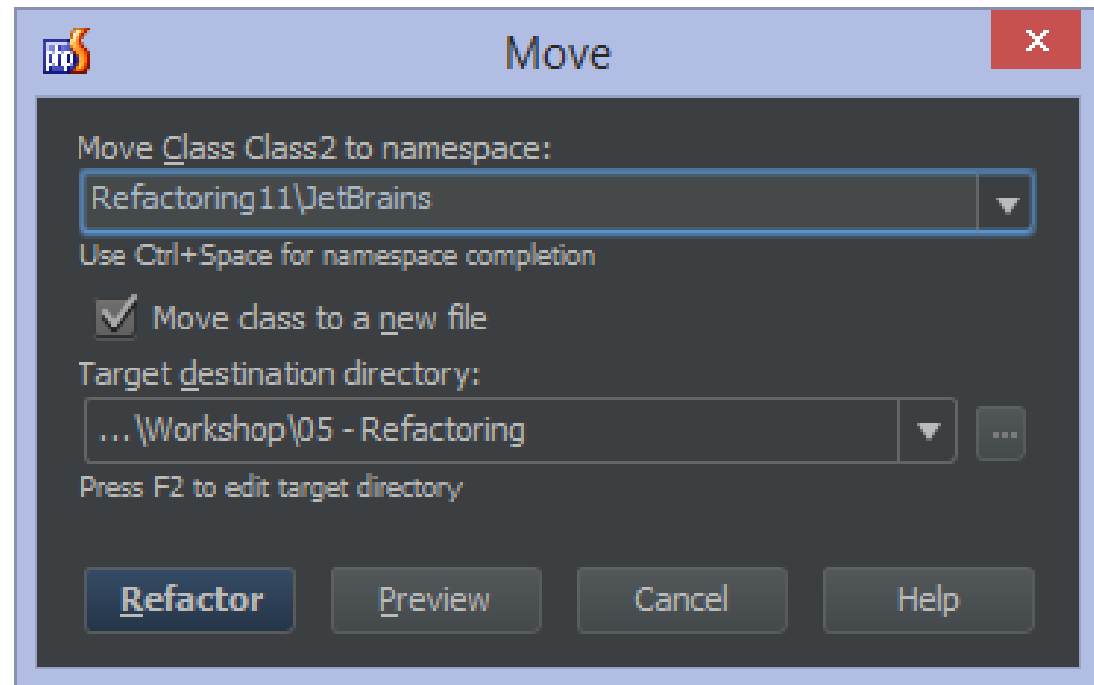 php
Move
Move Class Class2 to namespace:
Refactoring11\JetBrains
Use Ctrl+Space for namespace completion
Move class to a new file
Target destination directory:
...\Workshop\05 - Refactoring
...
Press F2 to edit target directory
Refactor Preview Cancel Help